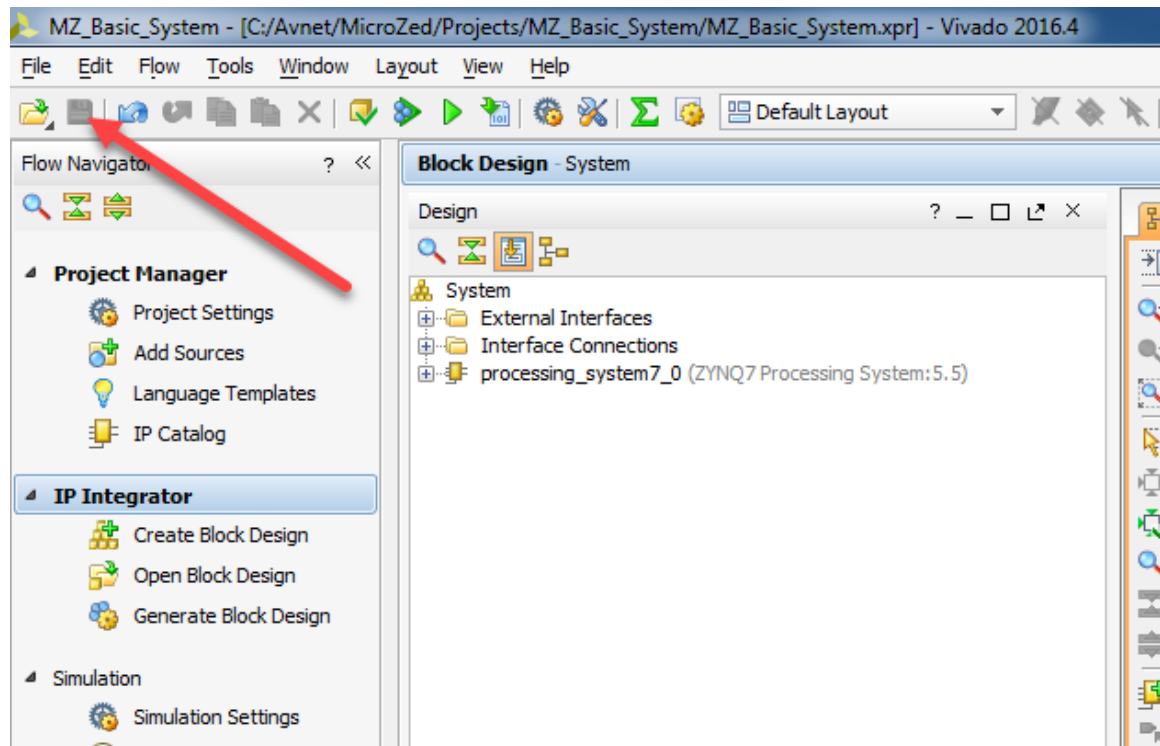 MZ_Basic_System - [C:/Avnet/MicroZed/Projects/MZ_Basic_System/MZ_Basic_System.xpr] - Vivado 2016.4
File Edit Flow Tools Window Layout View Help
Default Layout
Flow Navigator ? «
Block Design - System
Design ?
System
External Interfaces
Interface Connections
processing_system7_0 (ZYNQ7 Processing System:5.5)
Project Manager
Project Settings
Add Sources
Language Templates
IP Catalog
IP Integrator
Create Block Design
Open Block Design
Generate Block Design
Simulation
Simulation Settings